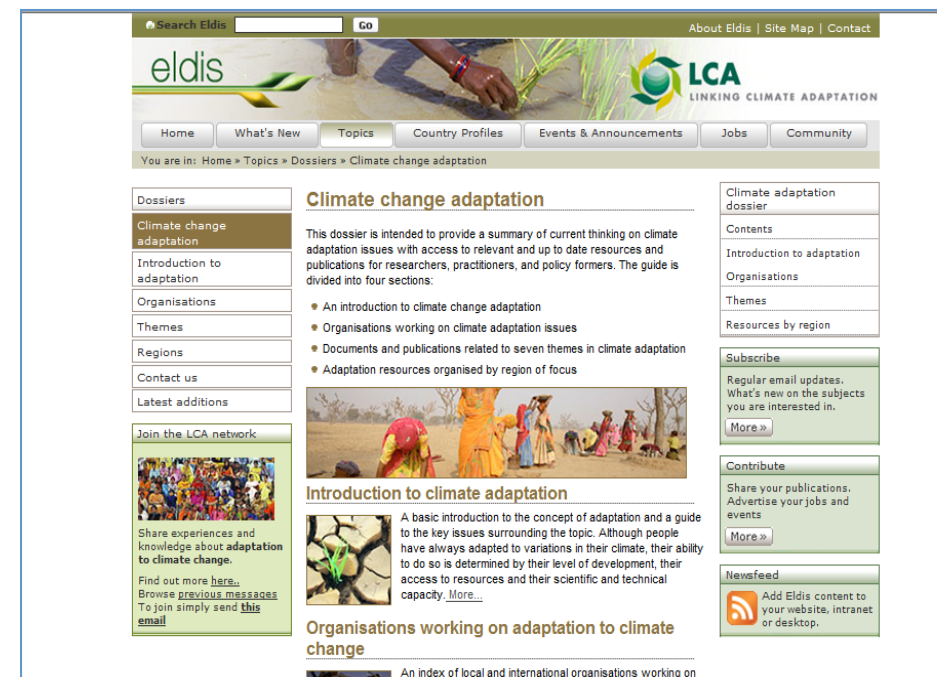 Search Eldis
Go
About Eldis | Site Map | Contact
eldis
LCA
LINKING CLIMATE ADAPTATION
Home
What's New
Topics
Country Profiles
Events & Announcements
Jobs
Community
You are in: Home » Topics » Dossiers » Climate change adaptation
Dossiers
Climate change
adaptation
Introduction to
adaptation
Organisations
Themes
Regions
Contact us
Latest additions
Join the LCA network
Share experiences and
knowledge about adaptation
to climate change.
Find out more here..
Browse previous messages
To join simply send this
email
Climate change adaptation
This dossier is intended to provide a summary of current thinking on climate
adaptation issues with access to relevant and up to date resources and
publications for researchers, practitioners, and policy formers. The guide is
divided into four sections:
An introduction to climate change adaptation
Organisations working on climate adaptation issues
Documents and publications related to seven themes in climate adaptation
Adaptation resources organised by region of focus
Introduction to climate adaptation
A basic introduction to the concept of adaptation and a guide
to the key issues surrounding the topic. Although people
have always adapted to variations in their climate, their ability
to do so is determined by their level of development, their
access to resources and their scientific and technical
capacity. More...
Organisations working on adaptation to climate
change
An index of local and international organisations working on
Climate adaptation
dossier
Contents
Introduction to adaptation
Organisations
Themes
Resources by region
Subscribe
Regular email updates.
What's new on the subjects
you are interested in.
More »
Contribute
Share your publications.
Advertise your jobs and
events
More »
Newsfeed
Add Eldis content to
your website, intranet
or desktop.